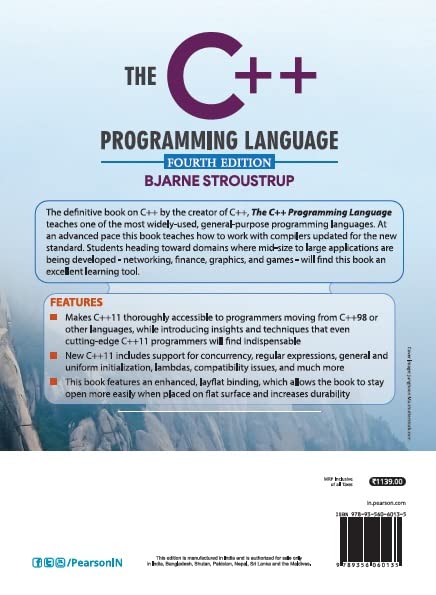 THE C++
PROGRAMMING LANGUAGE
FOURTH EDITION
BJARNE STROUSTRUP
The definitive book on C++ by the creator of C++, The C++ Programming Language
teaches one of the most widely-used, general-purpose programming languages. At
an advanced pace this book teaches how to work with compilers updated for the new
standard. Students heading toward domains where mid-size to large applications are
being developed - networking, finance, graphics, and games - will find this book an
excellent learning tool.
FEATURES
Makes C++11 thoroughly accessible to programmers moving from C++98 or
other languages, while introducing insights and techniques that even
cutting-edge C++11 programmers will find indispensable
New C++11 includes support for concurrency, regular expressions, general and
uniform initialization, lambdas, compatibility issues, and much more
This book features an enhanced, layflat binding, which allows the book to stay
open more easily when placed on flat surface and increases durability
MRP Inclusive
of all Taxes
₹1139.00
in.pearson.com
ISBN 978-93-560-6013-5
9 789356 060135
/PearsonIN
This edition is manufactured in India and is authorized for sale only
in India, Bangladesh, Bhutan, Pakistan, Nepal, Sri Lanka and the Maldives.